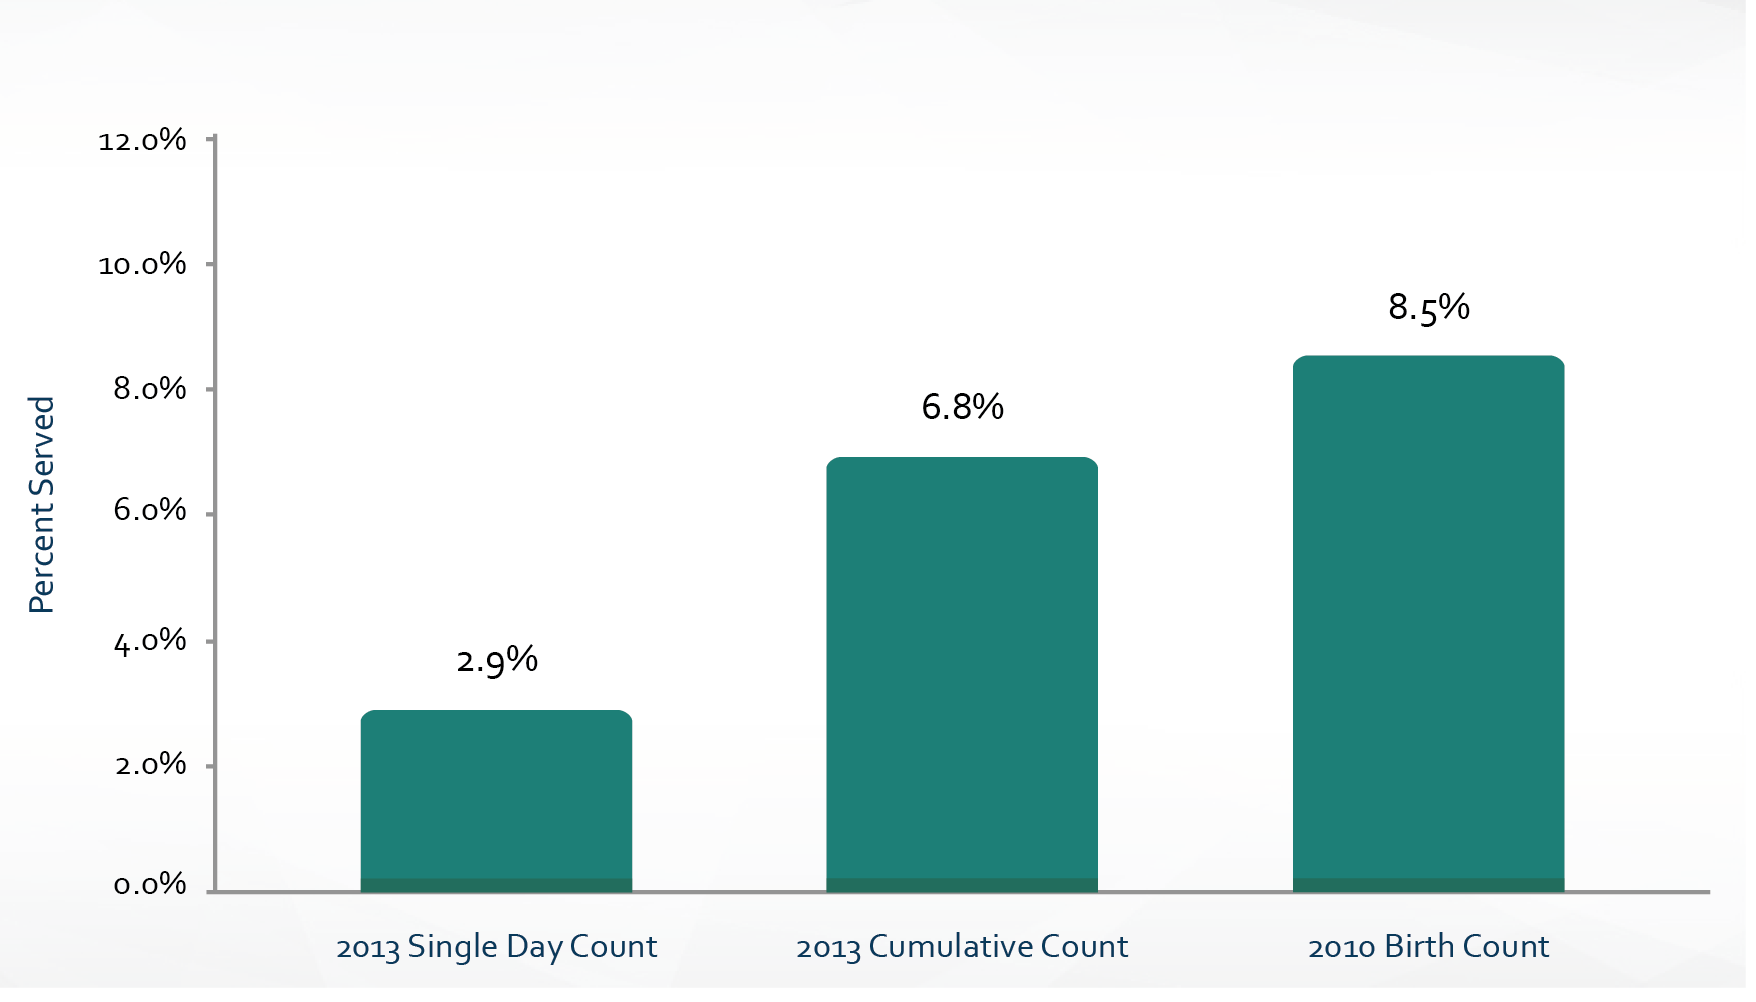 12.0%
10.0%
8.0%
6.0%
4.0%
2.0%
0.0%
Percent Served
2.9%
6.8%
8.5%
2013 Single Day Count
2013 Cumulative Count
2010 Birth Count